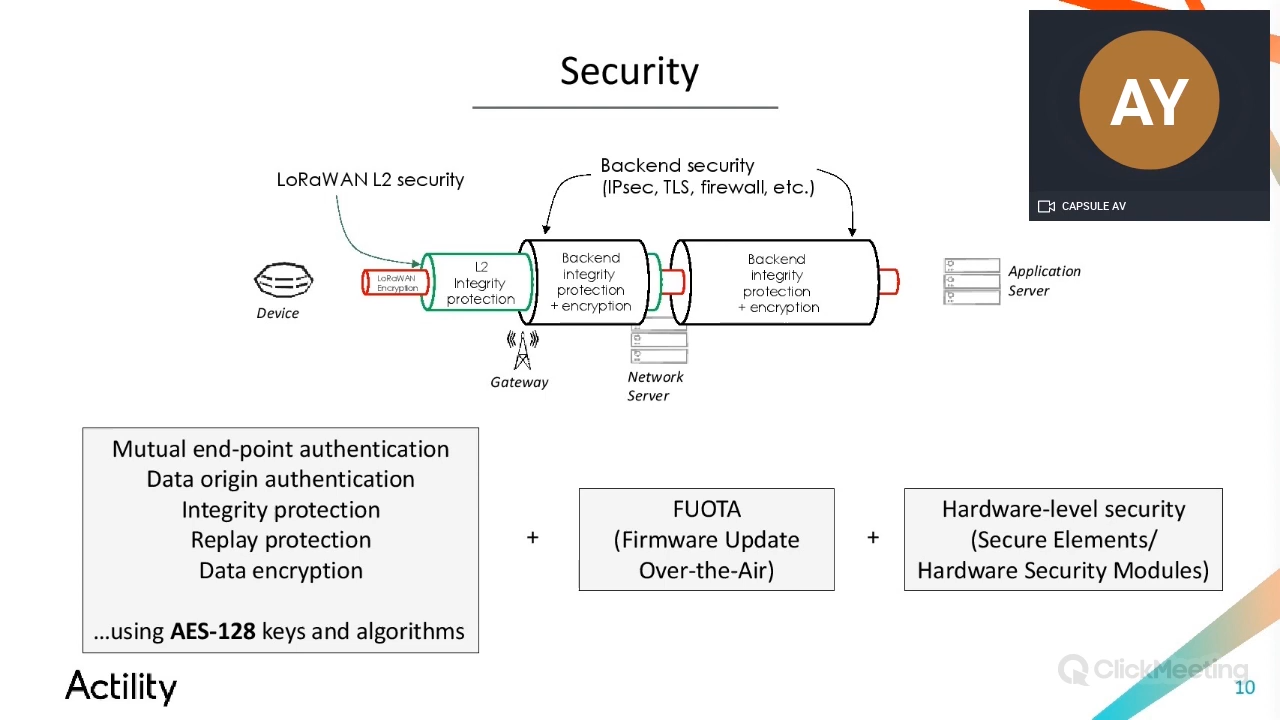 Security
AY
CAPSULE AV
LoRaWAN L2 security
Backend security
(IPsec, TLS, firewall, etc.)
LoRaWAN
Encryption
L2
Integrity
protection
Backend
integrity
protection
+ encryption
Backend
integrity
protection
+ encryption
Device
Application
Server
Gateway
Network
Server
Mutual end-point authentication
Data origin authentication
Integrity protection
Replay protection
Data encryption
...using AES-128 keys and algorithms
+
FUOTA
(Firmware Update
Over-the-Air)
+
Hardware-level security
(Secure Elements/
Hardware Security Modules)
Actility
ClickMeeting
10